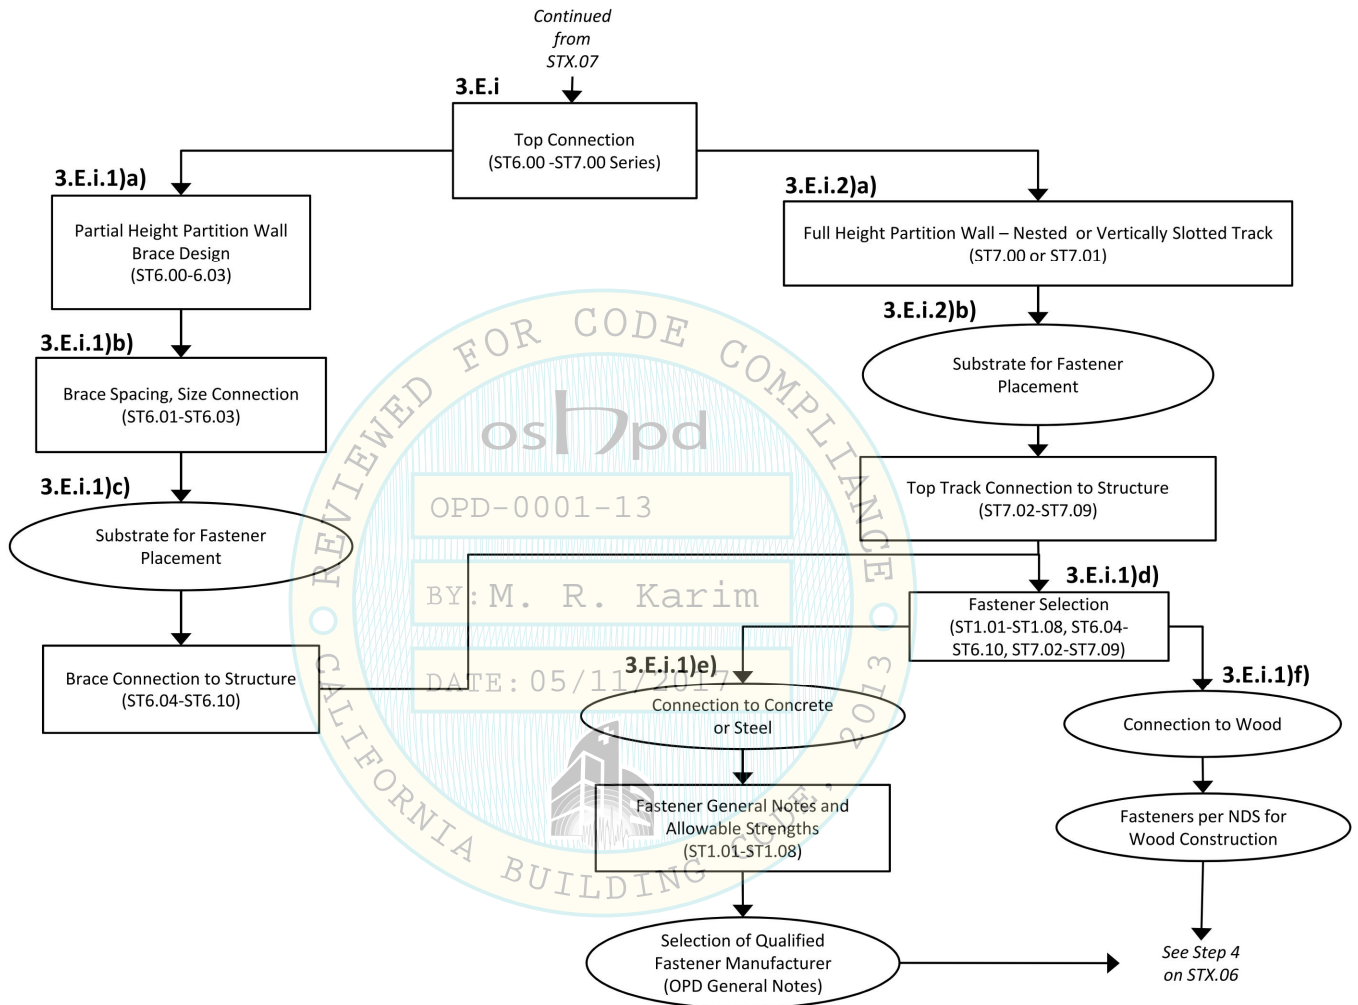 Continued
from
STX.07
3.E.i
Top Connection
(ST6.00 -ST7.00 Series)
3.E.i.1)a)
Partial Height Partition Wall
Brace Design
(ST6.00-6.03)
3.E.i.2)a)
Full Height Partition Wall – Nested or Vertically Slotted Track
(ST7.00 or ST7.01)
3.E.i.1)b)
Brace Spacing, Size Connection
(ST6.01-ST6.03)
3.E.i.2)b)
Substrate for Fastener
Placement
3.E.i.1)c)
Substrate for Fastener
Placement
Top Track Connection to Structure
(ST7.02-ST7.09)
Brace Connection to Structure
(ST6.04-ST6.10)
3.E.i.1)d)
Fastener Selection
(ST1.01-ST1.08, ST6.04-
ST6.10, ST7.02-ST7.09)
3.E.i.1)e)
Connection to Concrete
or Steel
3.E.i.1)f)
Connection to Wood
Fastener General Notes and
Allowable Strengths
(ST1.01-ST1.08)
Fasteners per NDS for
Wood Construction
Selection of Qualified
Fastener Manufacturer
(OPD General Notes)
See Step 4
on STX.06
REVIEWED FOR CODE COMPLIANCE
oshpd
OPD-0001-13
BY: M. R. Karim
DATE: 05/11/2017
CALIFORNIA BUILDING CODE, 2013